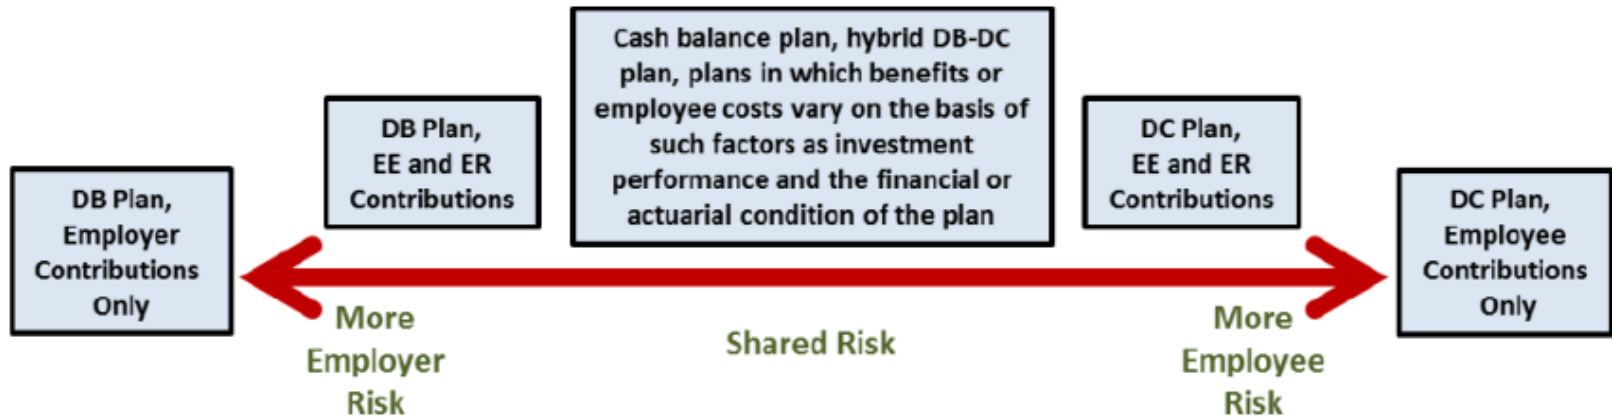 DB Plan,
Employer
Contributions
Only
DB Plan,
EE and ER
Contributions
Cash balance plan, hybrid DB-DC
plan, plans in which benefits or
employee costs vary on the basis of
such factors as investment
performance and the financial or
actuarial condition of the plan
DC Plan,
EE and ER
Contributions
DC Plan,
Employee
Contributions
Only
More
Employer
Risk
Shared Risk
More
Employee
Risk